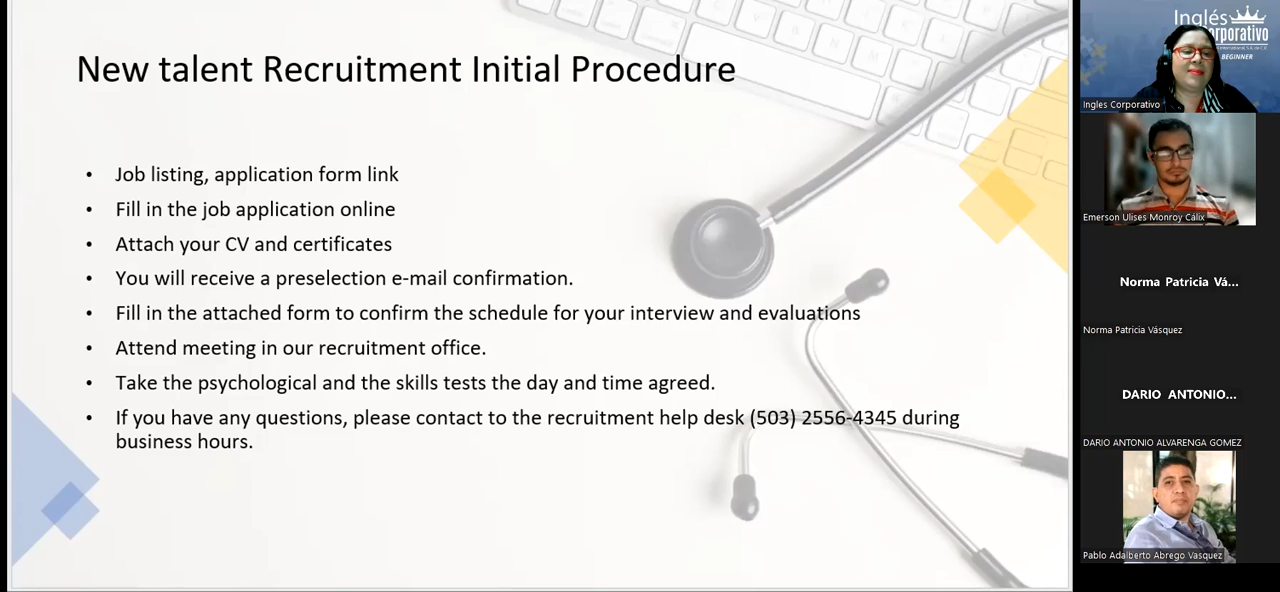 New talent Recruitment Initial Procedure
• Job listing, application form link
• Fill in the job application online
• Attach your CV and certificates
• You will receive a preselection e-mail confirmation.
• Fill in the attached form to confirm the schedule for your interview and evaluations
• Attend meeting in our recruitment office.
• Take the psychological and the skills tests the day and time agreed.
• If you have any questions, please contact to the recruitment help desk (503) 2556-4345 during
business hours.
Inglés
BEGINNER
Ingles Corporativo
Emerson Ulises Monroy Cálix
Norma Patricia Vá...
Norma Patricia Vásquez
DARIO ANTONIO...
DARIO ANTONIO ALVARENGA GOMEZ
Pablo Adalberto Abrego Vasquez